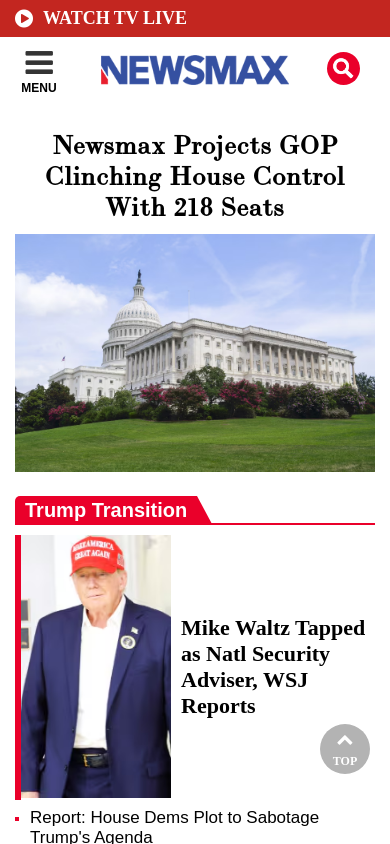 WATCH TV LIVE
MENU
NEWSMAX
Newsmax Projects GOP
Clinching House Control
With 218 Seats
Trump Transition
MAKE AMERICA
GREAT AGAIN
Mike Waltz Tapped
as Natl Security
Adviser, WSJ
Reports
TOP
Report: House Dems Plot to Sabotage
Trump's Agenda